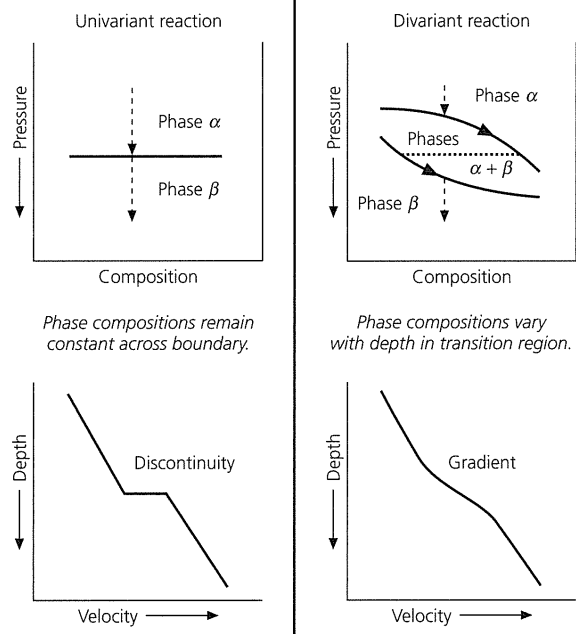 Univariant reaction
Pressure
Phase α
Phase β
Composition
Phase compositions remain
constant across boundary.
Depth
Discontinuity
Velocity
Divariant reaction
Pressure
Phase α
Phases
α + β
Phase β
Composition
Phase compositions vary
with depth in transition region.
Depth
Gradient
Velocity